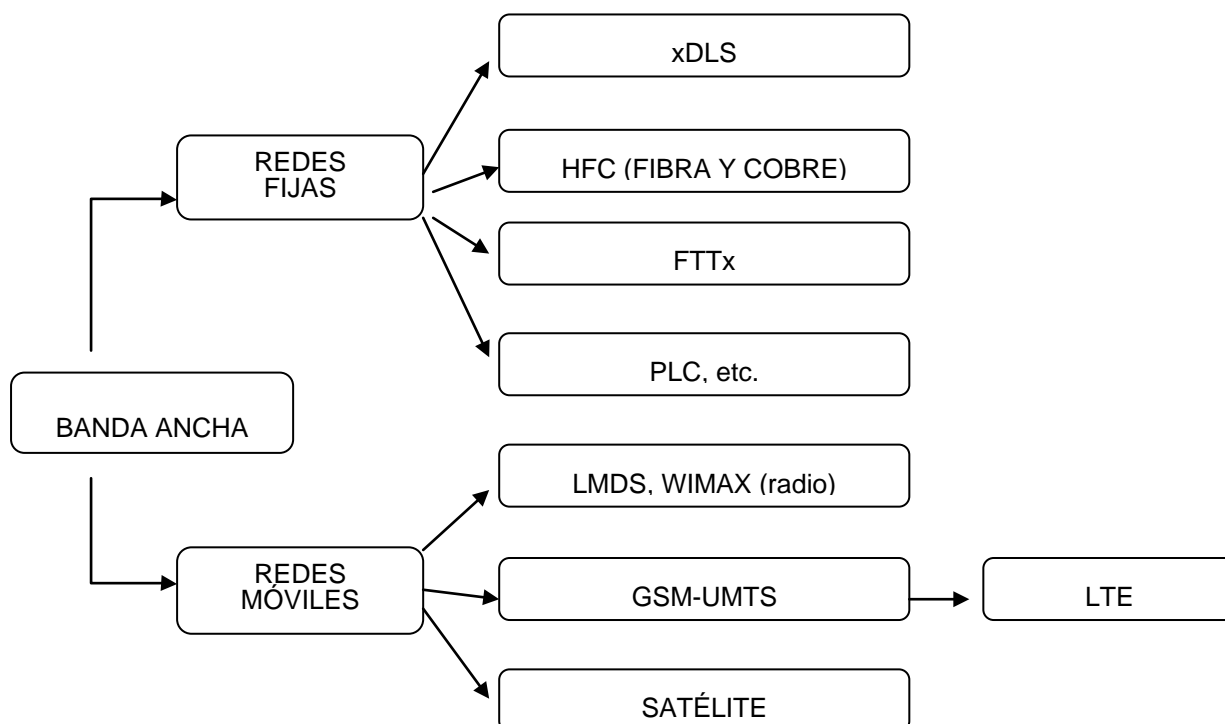 xDLS
REDES
FIJAS
HFC (FIBRA Y COBRE)
FTTx
PLC, etc.
BANDA ANCHA
LMDS, WIMAX (radio)
REDES
MÓVILES
GSM-UMTS
LTE
SATÉLITE